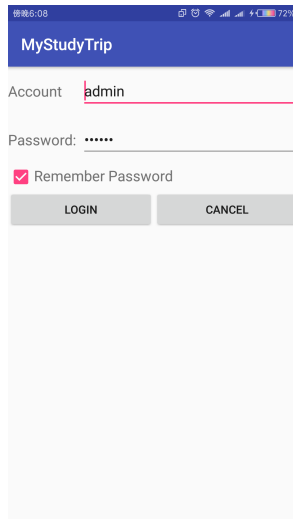 傍晚6:08 72%
MyStudyTrip
Account admin
Password: ••••••
Remember Password
LOGIN CANCEL